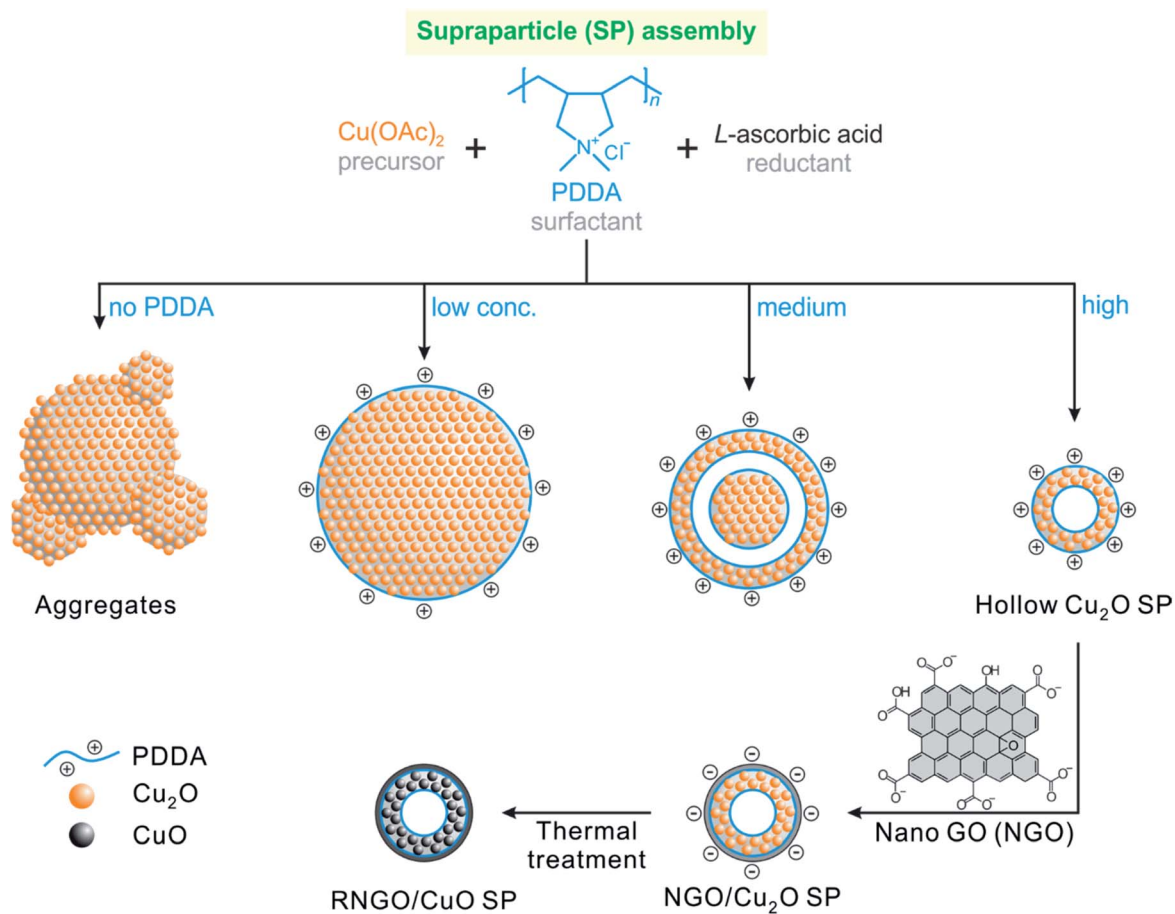 Supraparticle (SP) assembly
Cu(OAc)₂
precursor
+
n
N⁺
Cl⁻
PDDA
surfactant
+
L-ascorbic acid
reductant
no PDDA
low conc.
medium
high
Aggregates
Hollow Cu₂O SP
PDDA
Cu₂O
CuO
RNGO/CuO SP
Thermal
treatment
NGO/Cu₂O SP
O
O⁻
OH
O
O⁻
OH
O
O
O
O⁻
O
O⁻
O
O⁻
Nano GO (NGO)